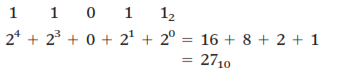 1 1 0 1 1₂
2⁴ + 2³ + 0 + 2¹ + 2⁰ = 16 + 8 + 2 + 1
= 27₁₀